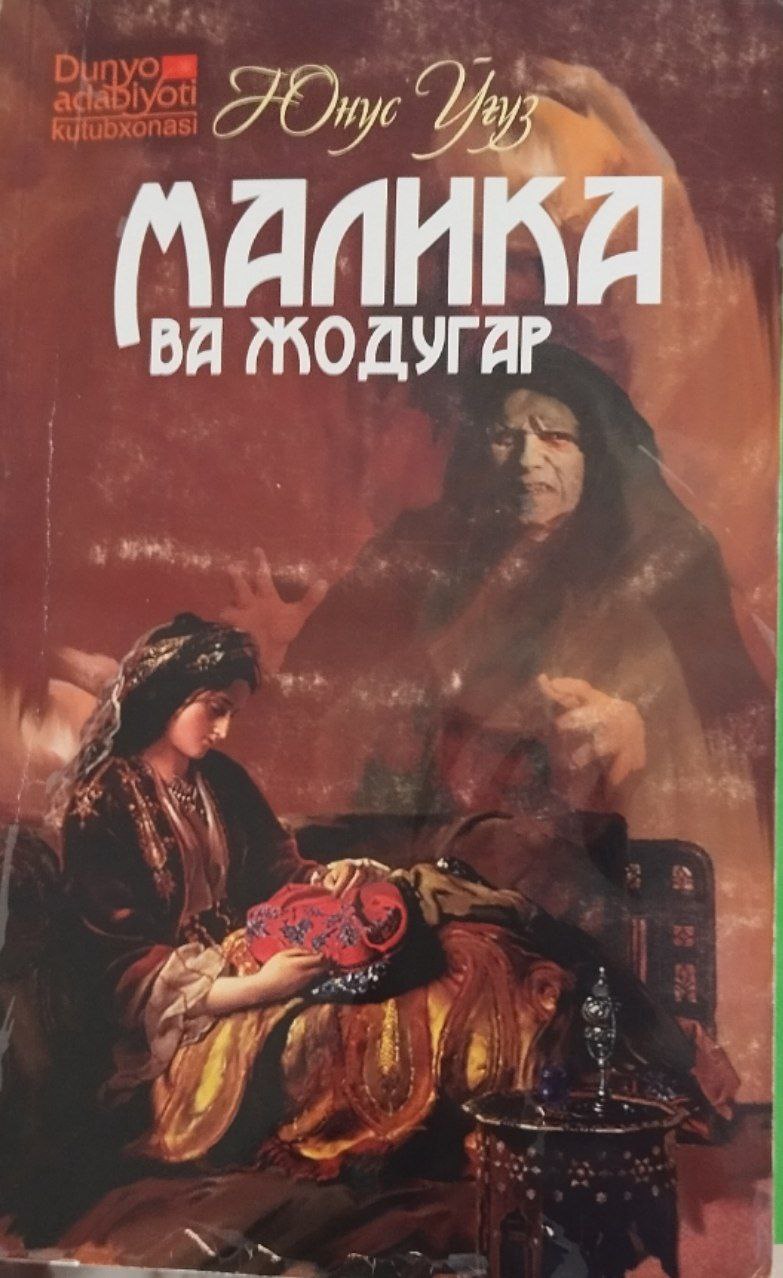 Dunyo
adabiyoti
kutubxonasi
Юнус Ўғуз
МАЛИКА
ВА ЖОДУГАР